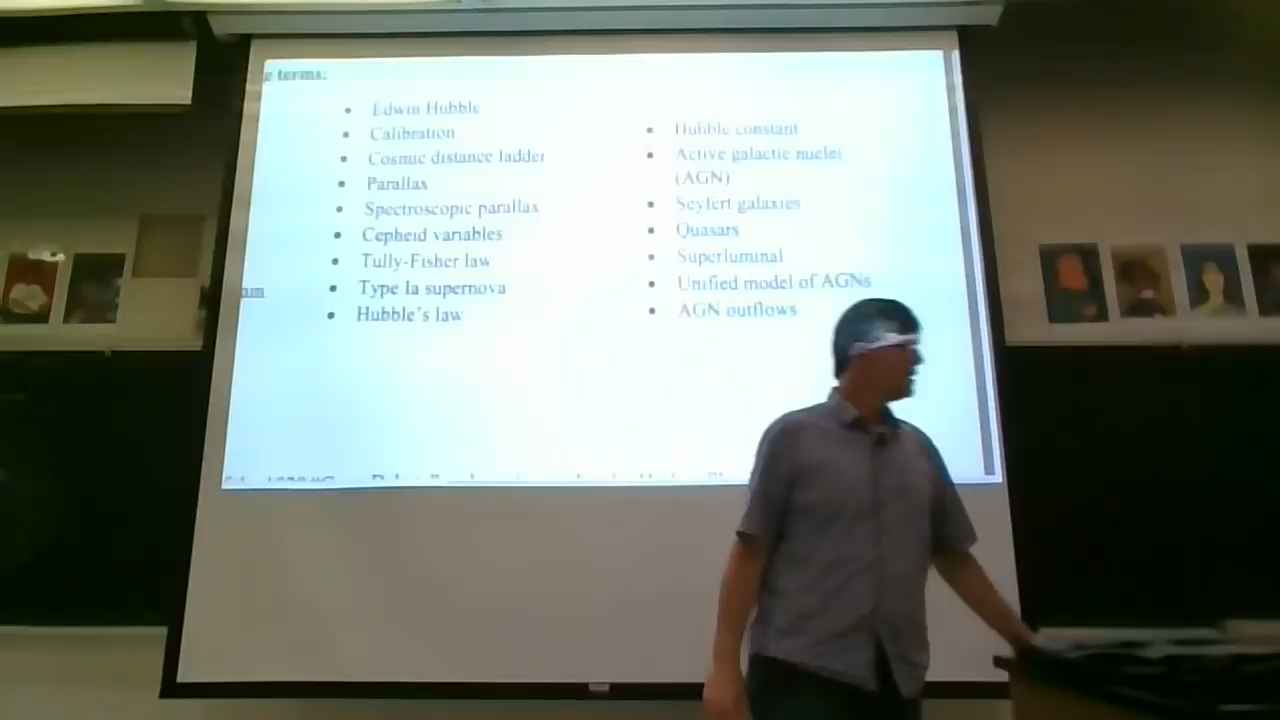 e terms:
Edwin Hubble
Calibration
Cosmic distance ladder
Parallax
Spectroscopic parallax
Cepheid variables
Tully-Fisher law
Type Ia supernova
Hubble's law
Hubble constant
Active galactic nuclei
(AGN)
Seyfert galaxies
Quasars
Superluminal
Unified model of AGNs
AGN outflows